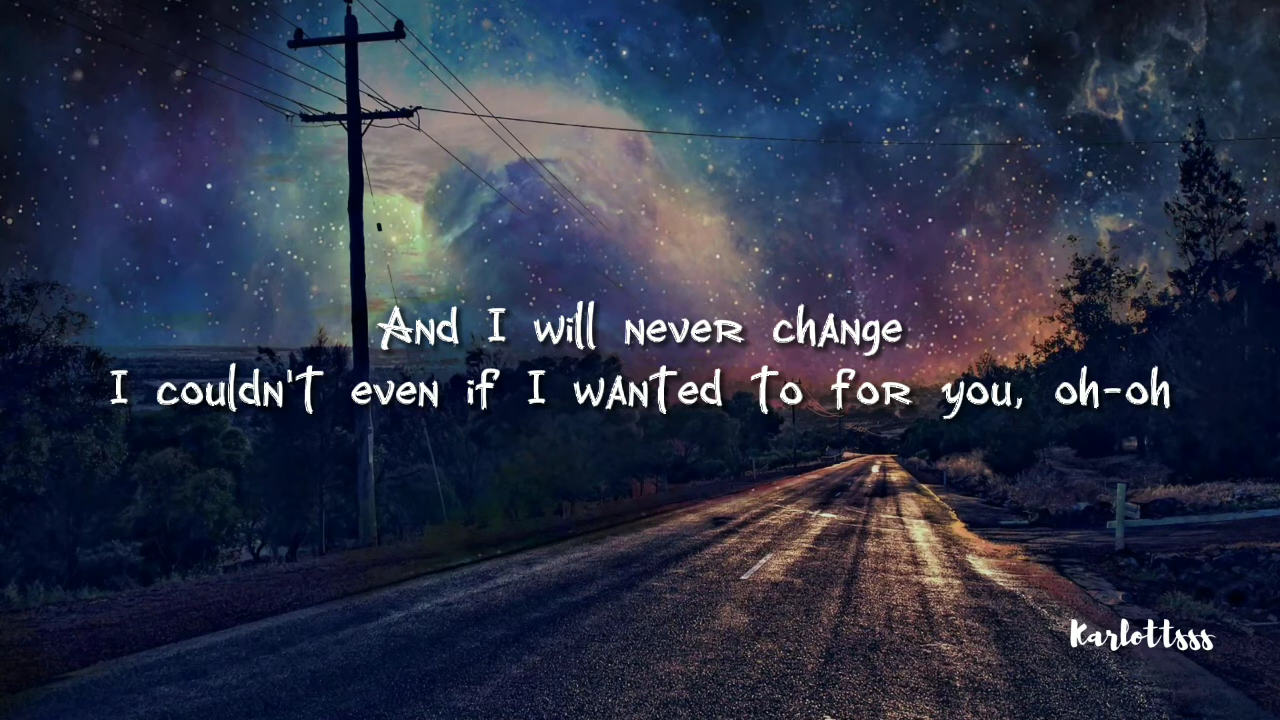 And I will never change
I couldn't even if I wanted to for you, oh-oh
Karlottsss